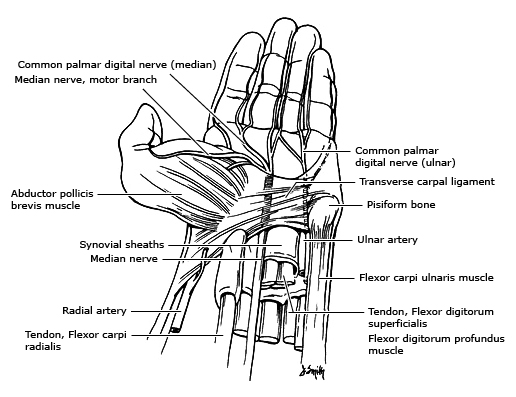 Common palmar digital nerve (median)
Median nerve, motor branch
Abductor pollicis
brevis muscle
Synovial sheaths
Median nerve
Radial artery
Tendon, Flexor carpi
radialis
Common palmar
digital nerve (ulnar)
Transverse carpal ligament
Pisiform bone
Ulnar artery
Flexor carpi ulnaris muscle
Tendon, Flexor digitorum
superficialis
Flexor digitorum profundus
muscle